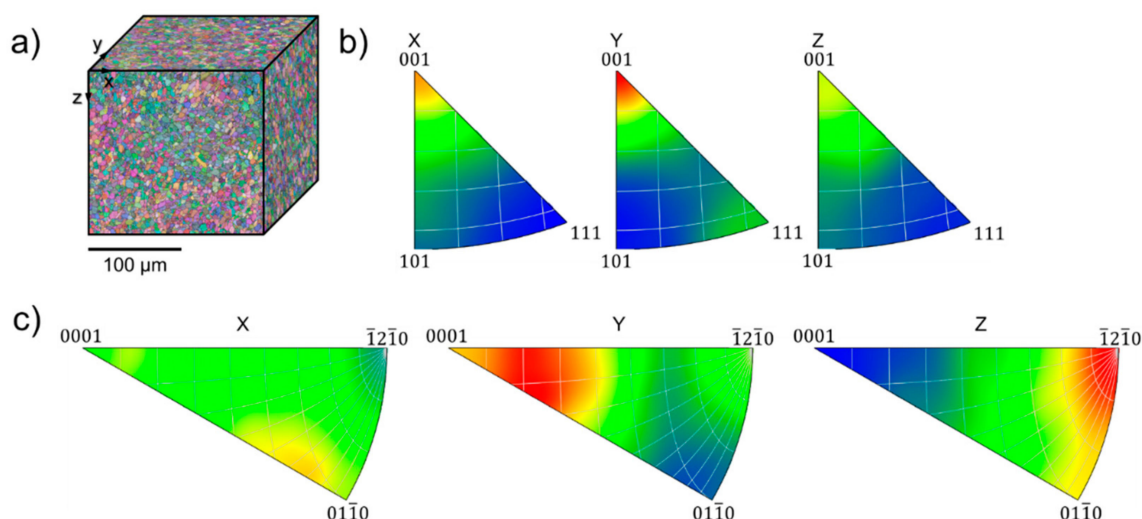 a)
y
x
z
100 µm
b)
X Y Z
001 001 001
111 111 111
101 101 101
c)
X Y Z
0001 1̅21̅0 0001 1̅21̅0 0001 1̅21̅0
011̅0 011̅0 011̅0